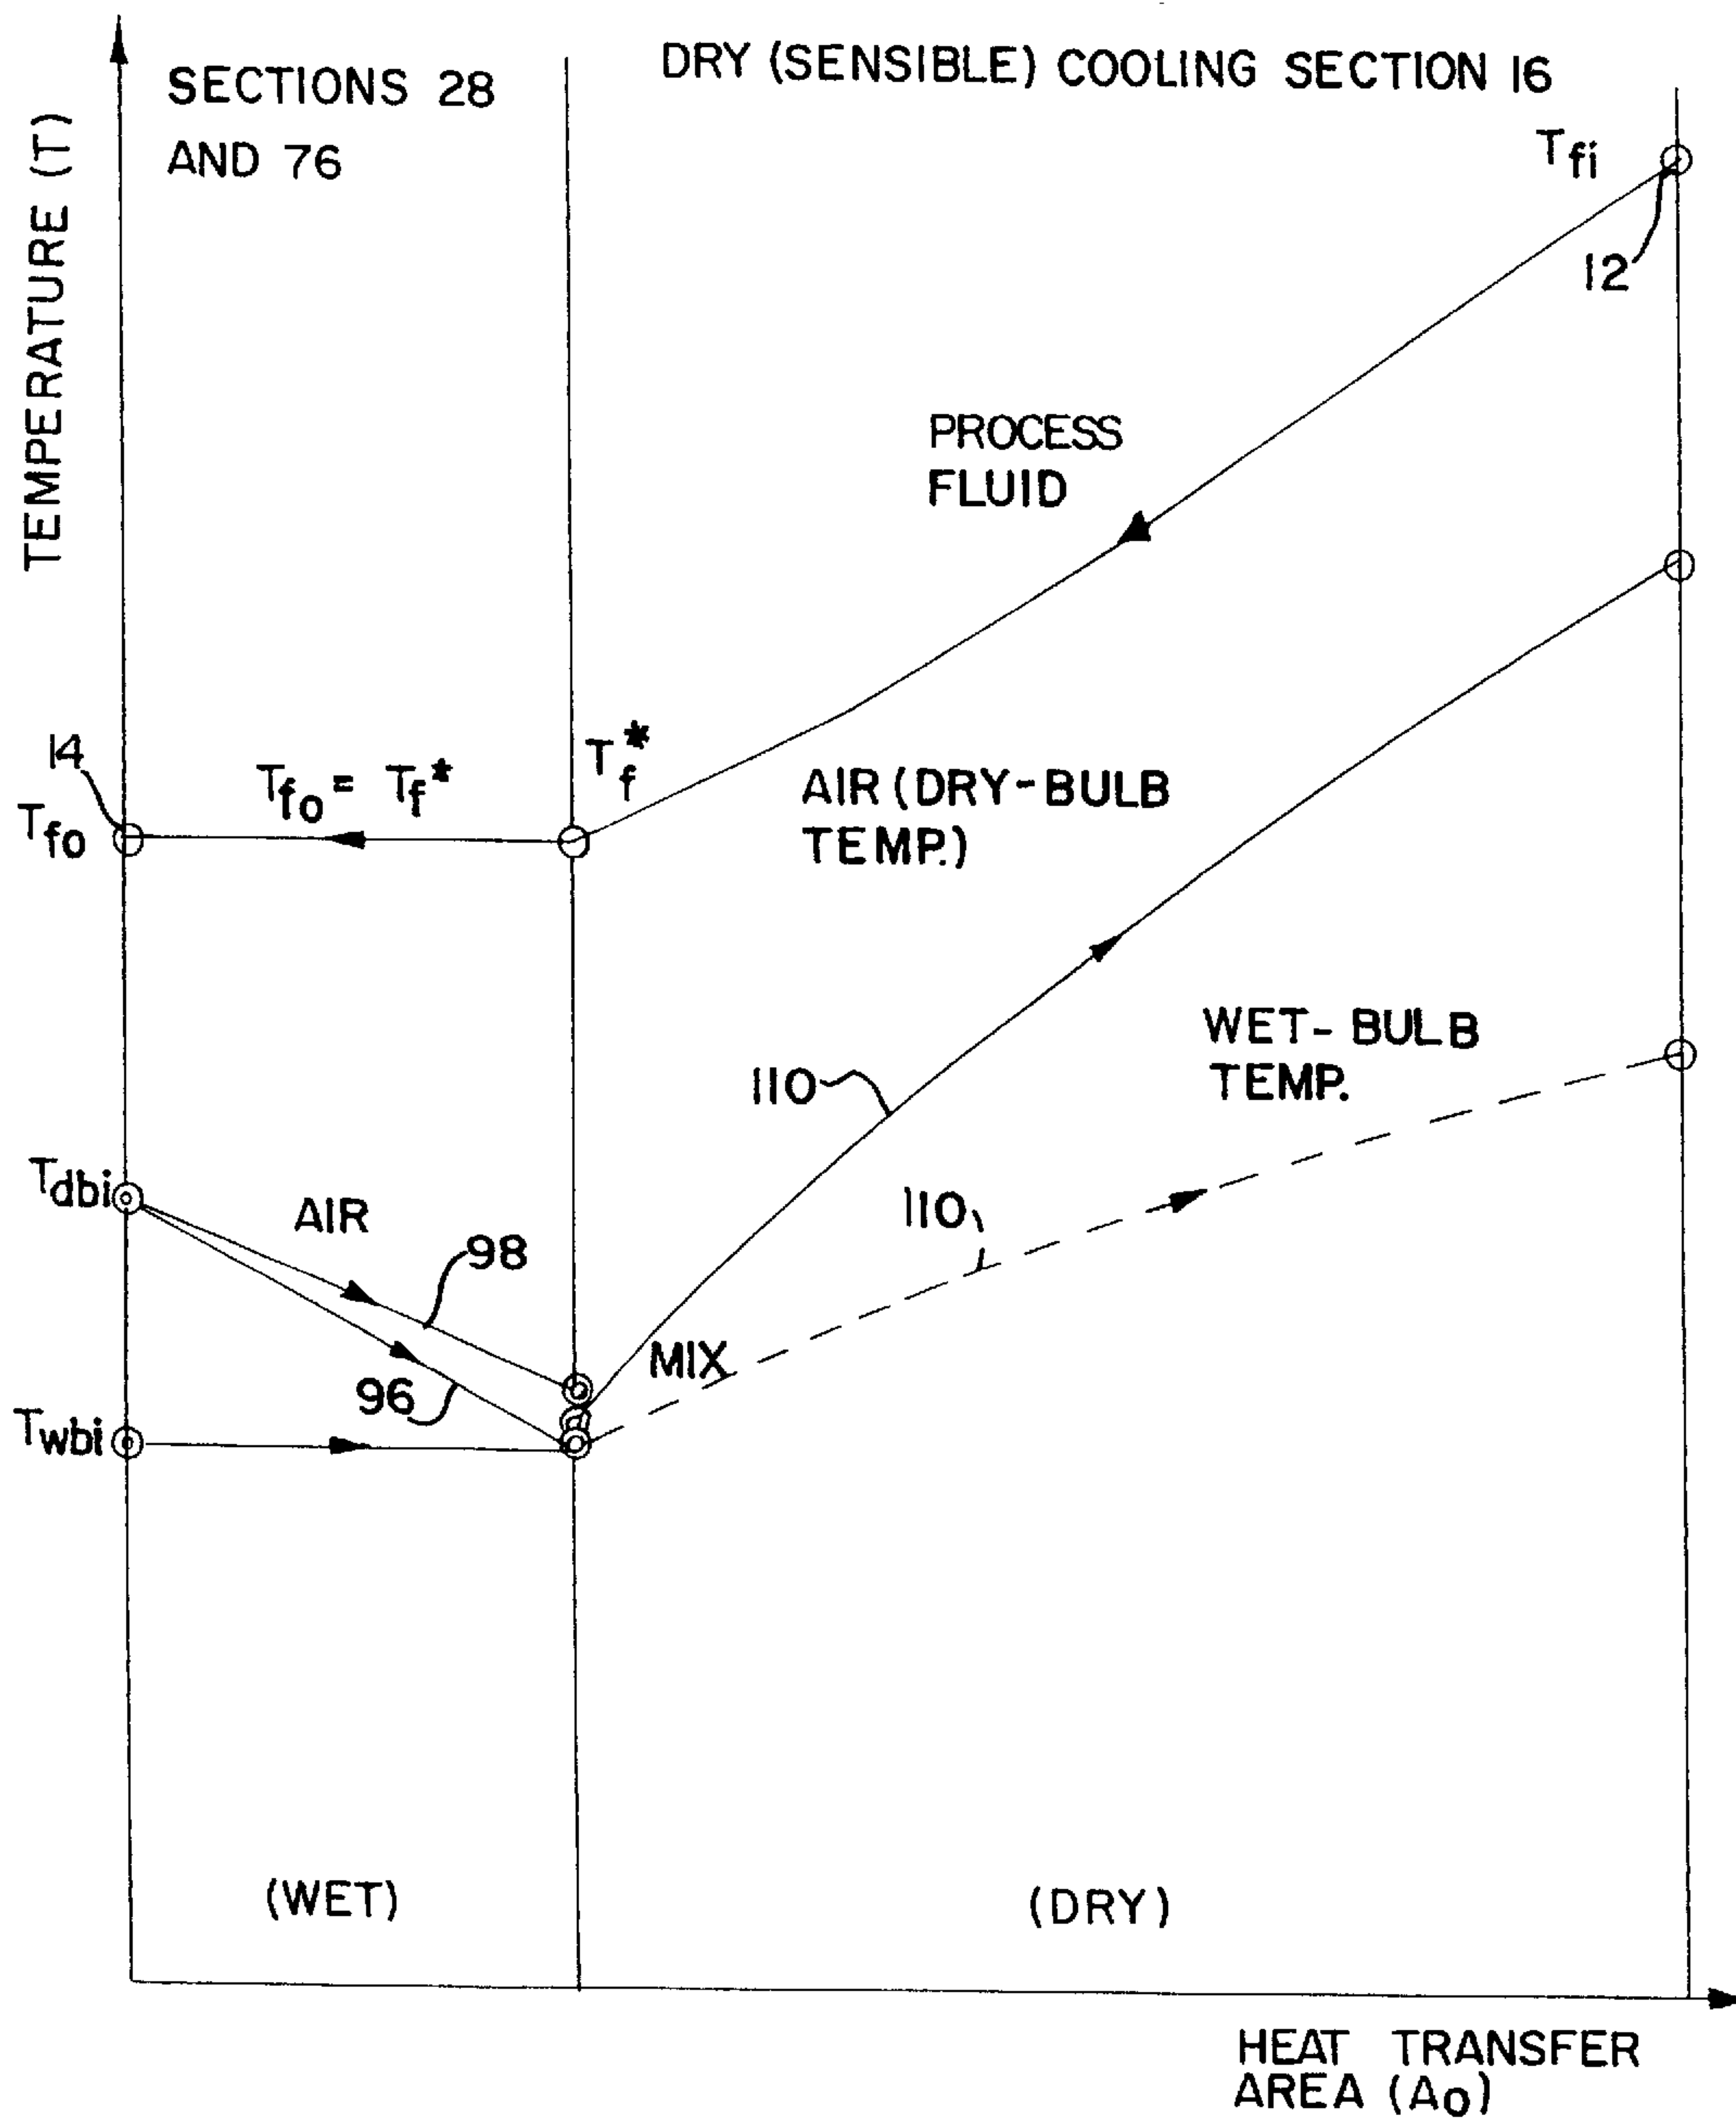 SECTIONS 28
AND 76
DRY (SENSIBLE) COOLING SECTION 16
TEMPERATURE (T)
Tfi
12
PROCESS
FLUID
14
Tfo = Tf*
Tf*
Tfo
AIR (DRY-BULB
TEMP.)
WET-BULB
TEMP.
110
Tdbi
AIR
98
110
MIX
96
Twbi
(WET)
(DRY)
HEAT TRANSFER
AREA (Ao)